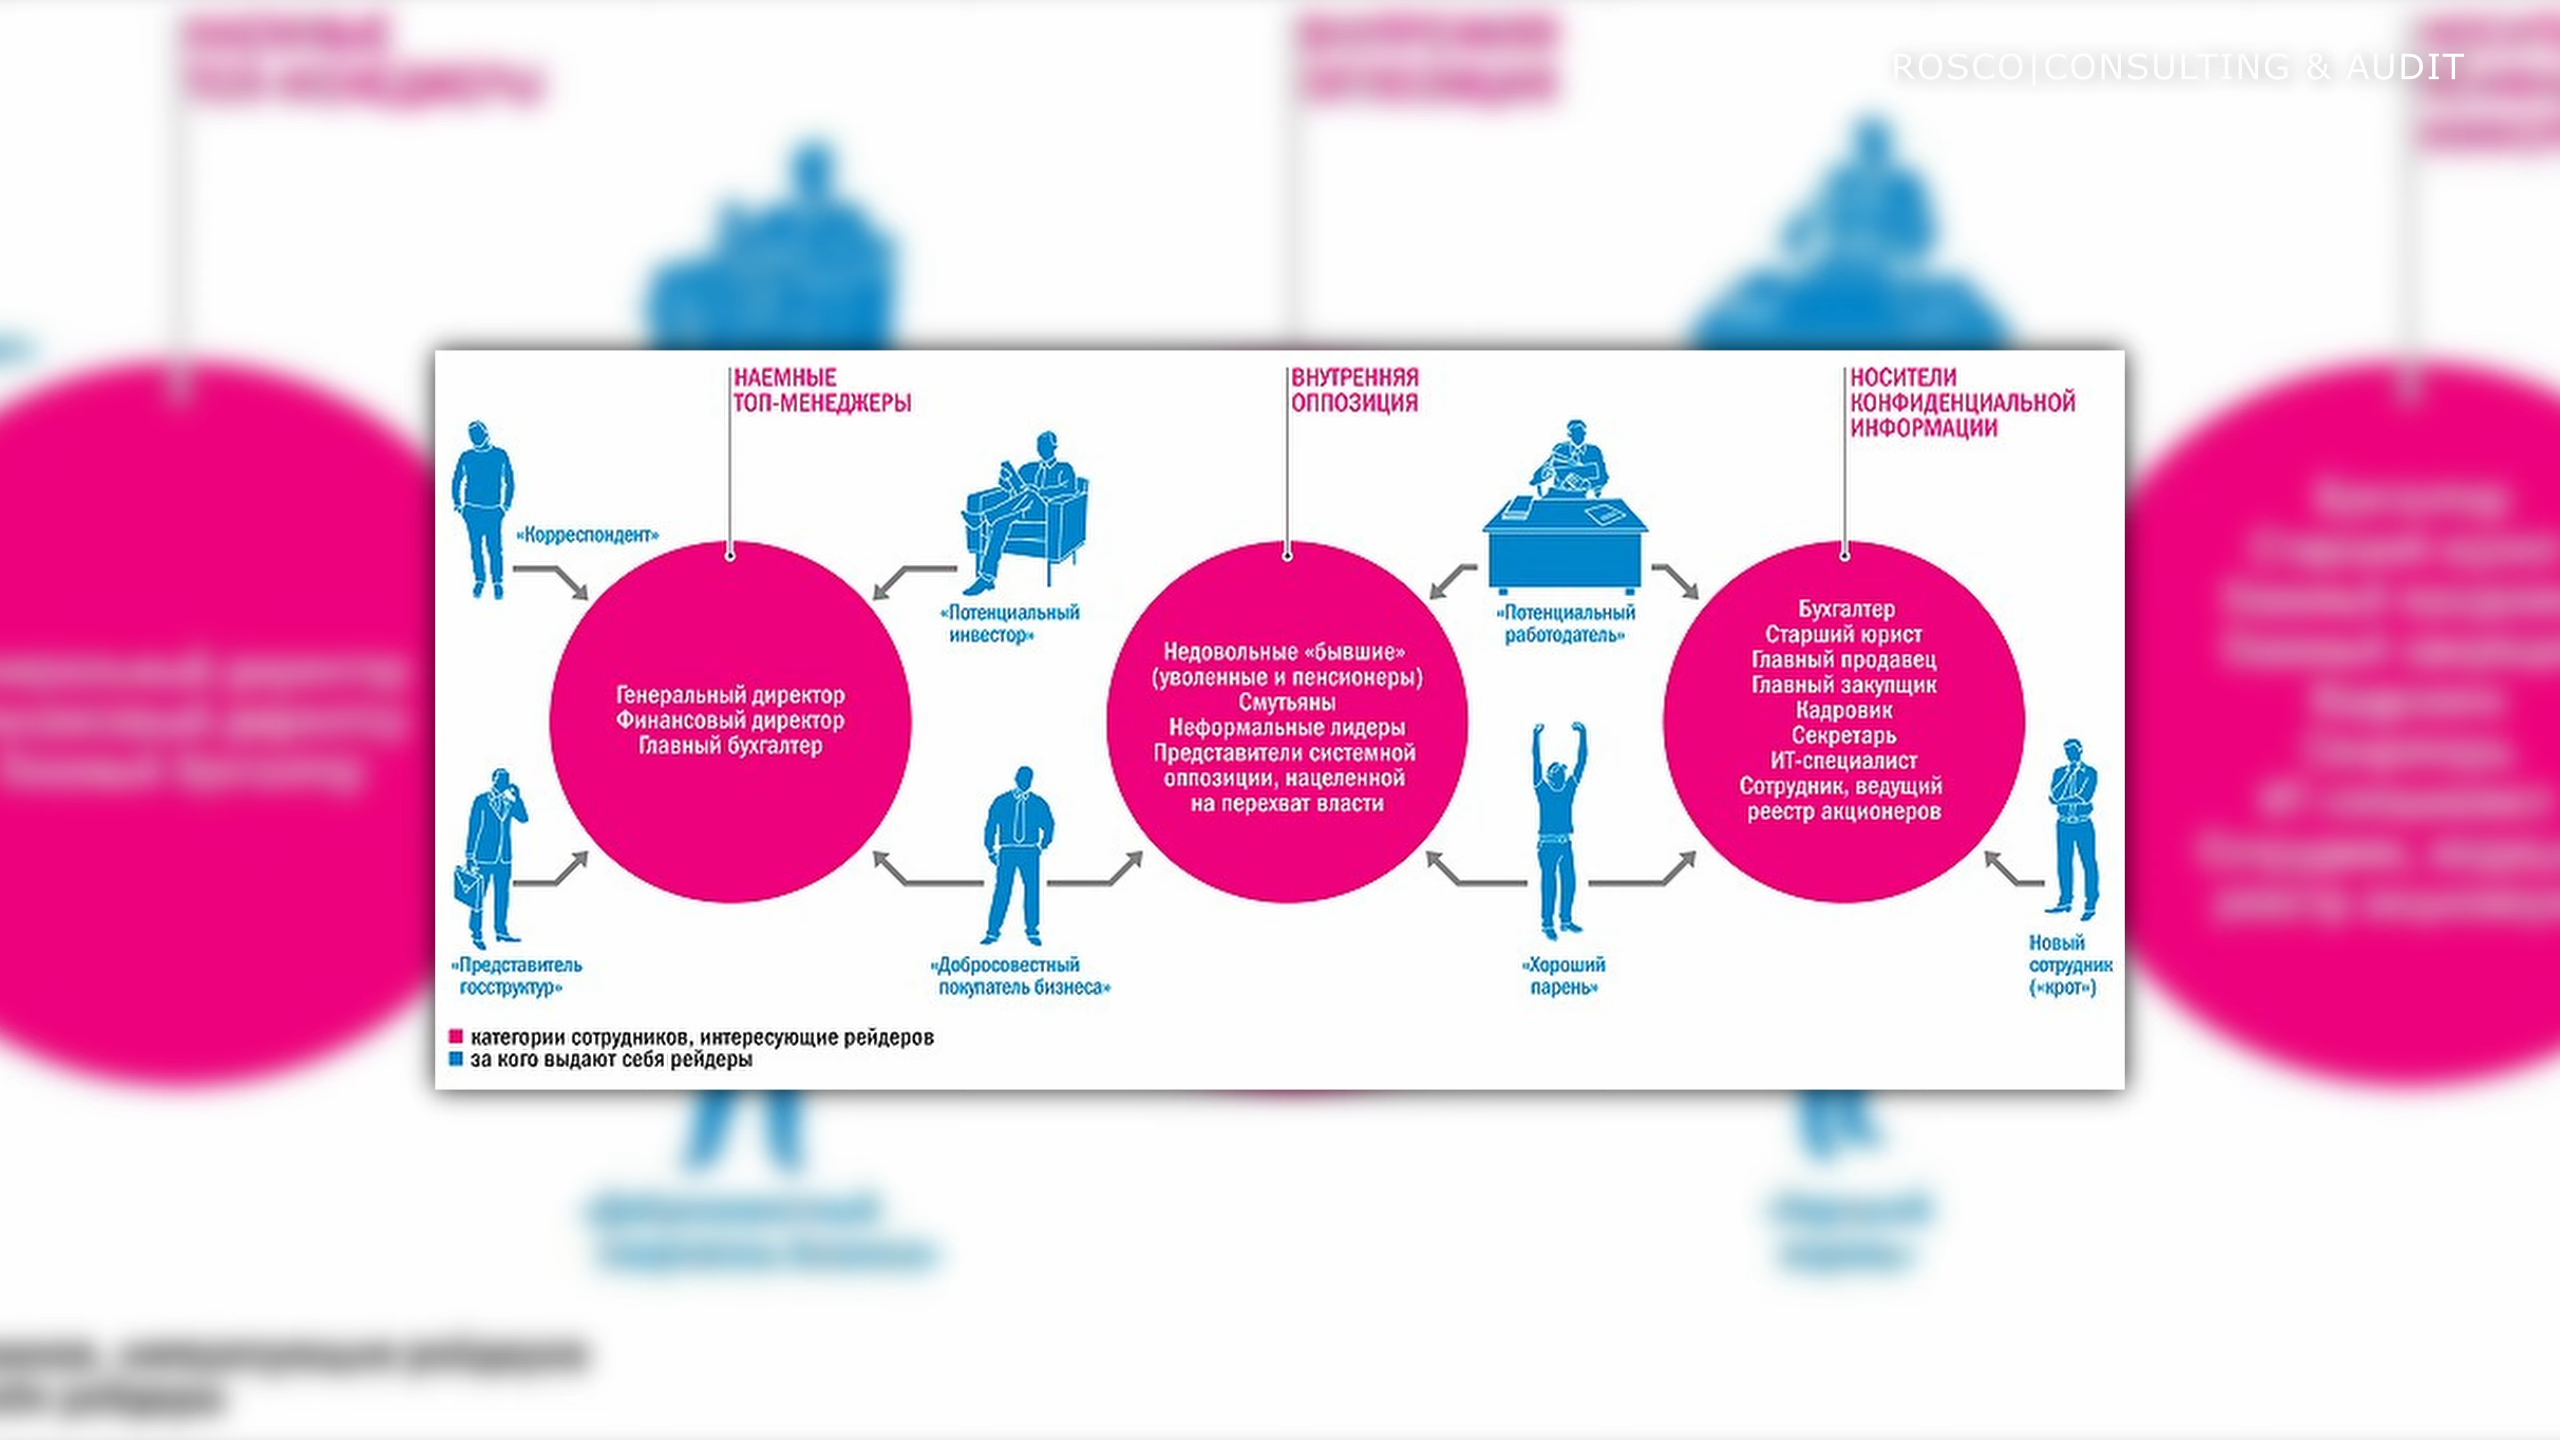 ROSCO|CONSULTING & AUDIT
НАЕМНЫЕ
ТОП-МЕНЕДЖЕРЫ
ВНУТРЕННЯЯ
ОППОЗИЦИЯ
НОСИТЕЛИ
КОНФИДЕНЦИАЛЬНОЙ
ИНФОРМАЦИИ
«Корреспондент»
«Потенциальный
инвестор»
«Потенциальный
работодатель»
Генеральный директор
Финансовый директор
Главный бухгалтер
Недовольные «бывшие»
(уволенные и пенсионеры)
Смутьяны
Неформальные лидеры
Представители системной
оппозиции, нацеленной
на перехват власти
Бухгалтер
Старший юрист
Главный продавец
Главный закупщик
Кадровик
Секретарь
ИТ-специалист
Сотрудник, ведущий
реестр акционеров
«Представитель
госструктур»
«Добросовестный
покупатель бизнеса»
«Хороший
парень»
Новый
сотрудник
(«крот»)
категории сотрудников, интересующие рейдеров
за кого выдают себя рейдеры